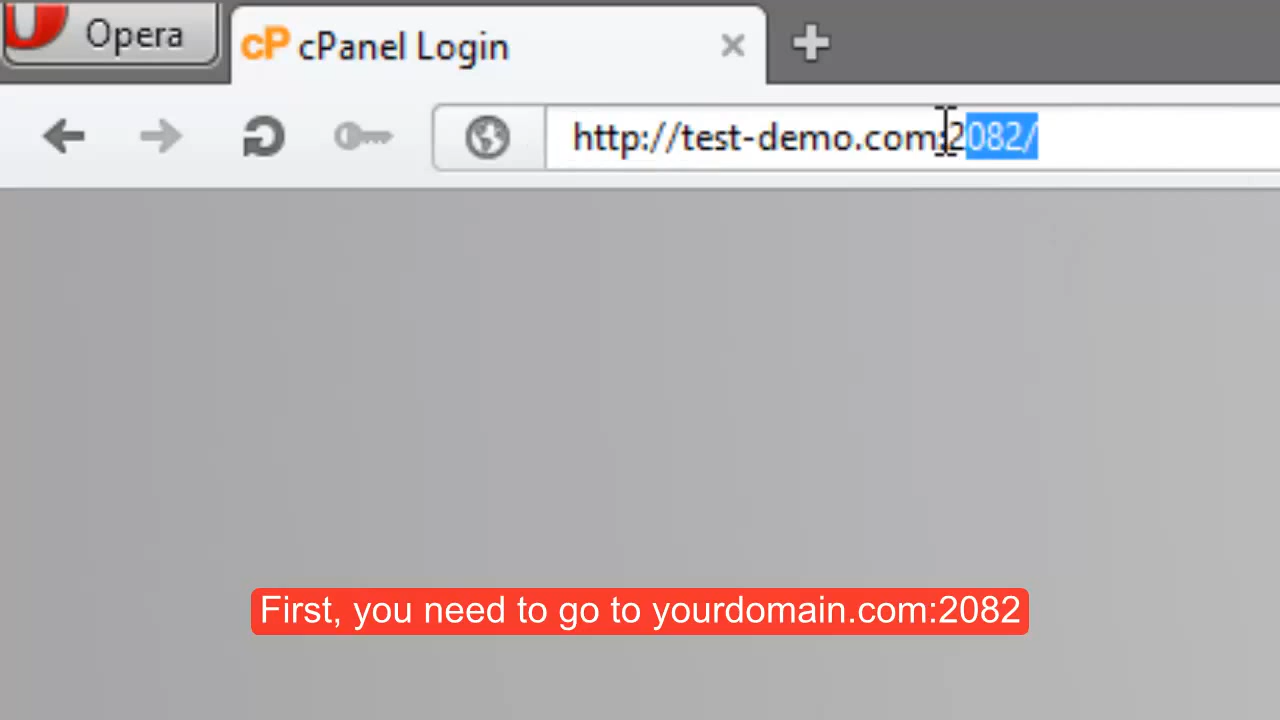 Opera
cP cPanel Login
http://test-demo.com:2082/
First, you need to go to yourdomain.com:2082